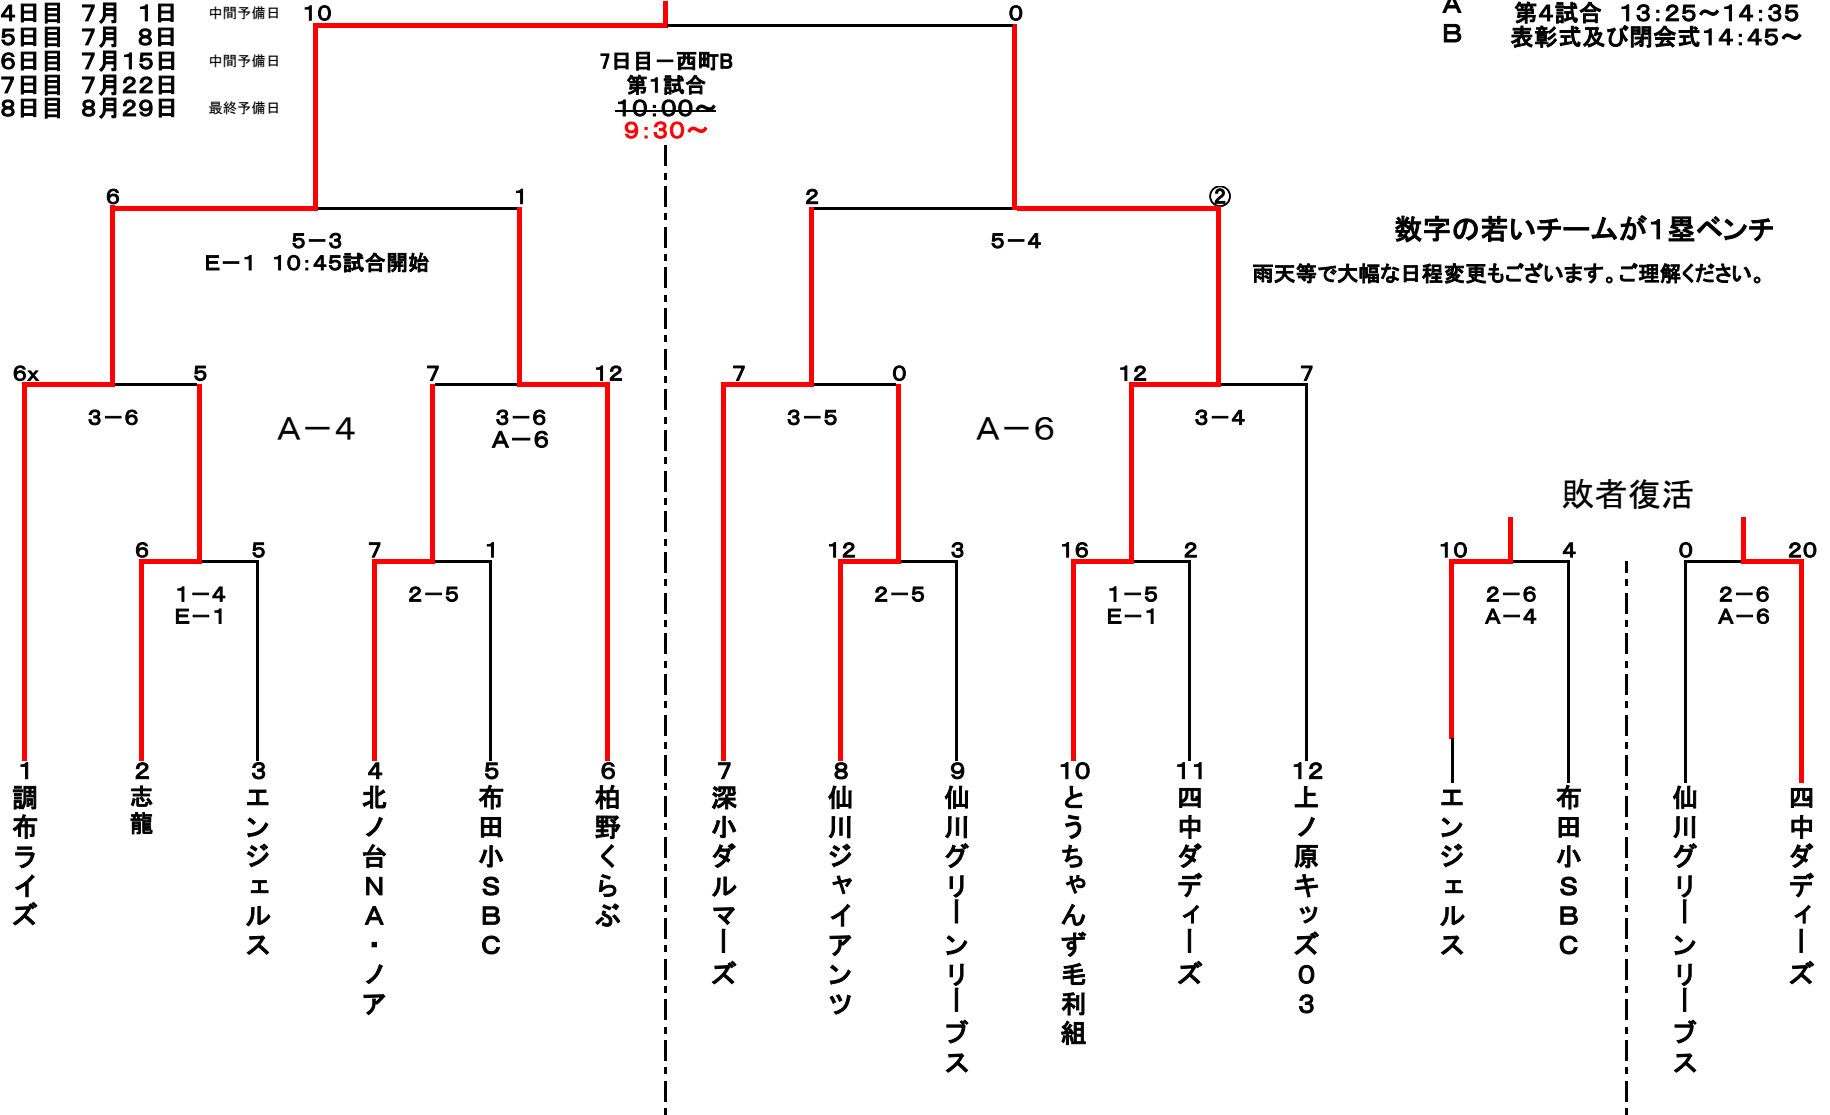 4日目 7月 1日 中間予備日
5日目 7月 8日
6日目 7月15日 中間予備日
7日目 7月22日
8日目 8月29日 最終予備日
10 0
A 第4試合 13:25～14:35
B 表彰式及び閉会式14:45～
7日目－西町B
第1試合
10:00～
9:30～
6 1 2 ②
5－3
E－1 10:45試合開始
5－4
数字の若いチームが1塁ベンチ
雨天等で大幅な日程変更もございます。ご理解ください。
6x 5 7 12 7 0 12 7
3－6
A－4
3－6
A－6
3－5
A－6
3－4
敗者復活
6 5 7 1 12 3 16 2 10 4 0 20
1－4
E－1
2－5
2－5
1－5
E－1
2－6
A－4
2－6
A－6
1 調布ライズ
2 志龍
3 エンジェルス
4 北ノ台NA・ノア
5 布田小SBC
6 柏野くらぶ
7 深小ダルマーズ
8 仙川ジャイアンツ
9 仙川グリーンリーブス
10 とうちゃんず毛利組
11 四中ダディーズ
12 上ノ原キッズ03
エンジェルス
布田小SBC
仙川グリーンリーブス
四中ダディーズ